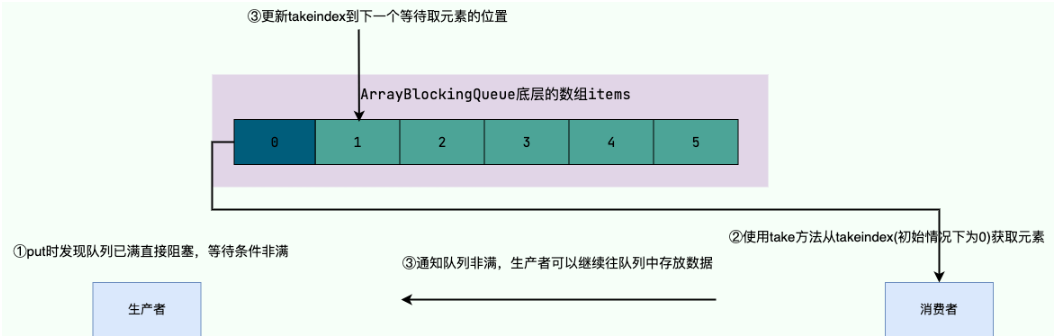 ③更新takeindex到下一个等待取元素的位置
ArrayBlockingQueue底层的数组items
0 1 2 3 4 5
②使用take方法从takeindex(初始情况下为0)获取元素
①put时发现队列已满直接阻塞，等待条件非满
③通知队列非满，生产者可以继续往队列中存放数据
生产者
消费者